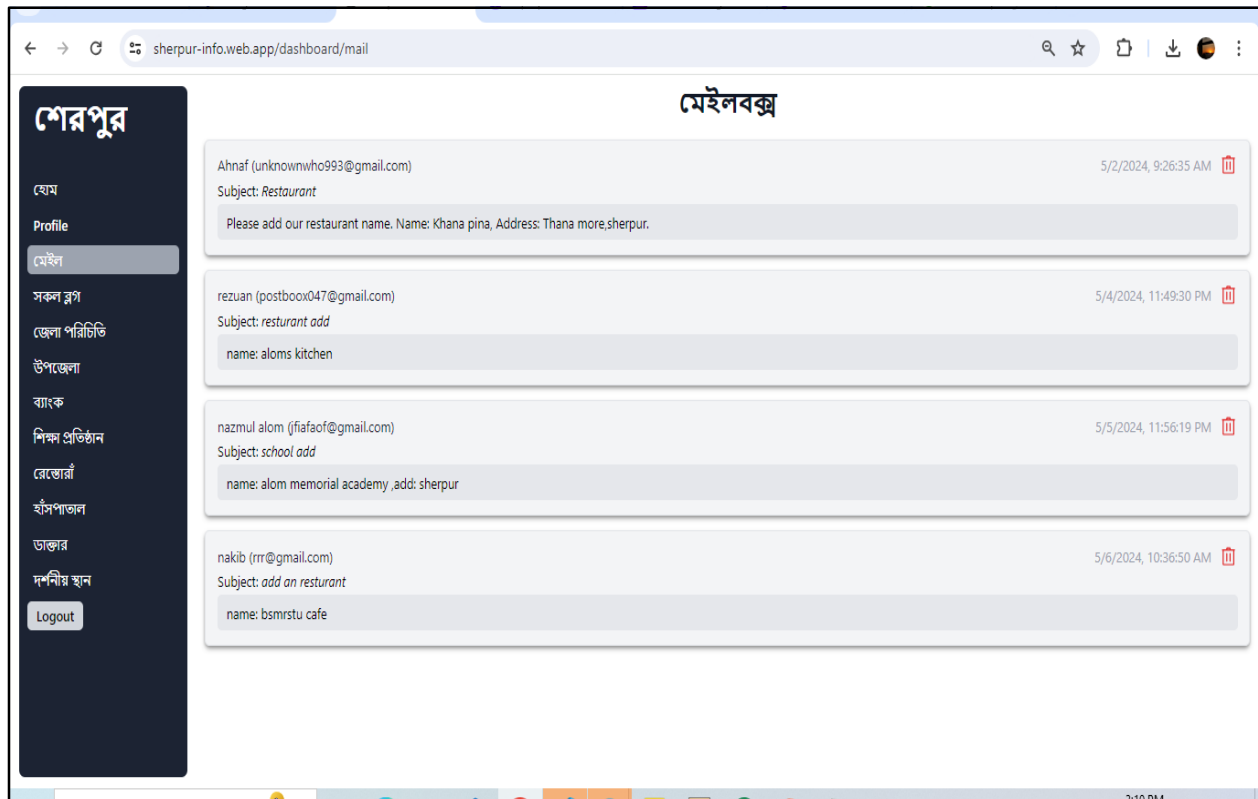 sherpur-info.web.app/dashboard/mail
শেরপুর
হোম
Profile
মেইল
সকল ব্লগ
জেলা পরিচিতি
উপজেলা
ব্যাংক
শিক্ষা প্রতিষ্ঠান
রেস্তোরাঁ
হাঁসপাতাল
ডাক্তার
দর্শনীয় স্থান
Logout
মেইলবক্স
Ahnaf (unknownwho993@gmail.com) 5/2/2024, 9:26:35 AM
Subject: Restaurant
Please add our restaurant name. Name: Khana pina, Address: Thana more,sherpur.
rezuan (postboox047@gmail.com) 5/4/2024, 11:49:30 PM
Subject: resturant add
name: aloms kitchen
nazmul alom (jfiafaof@gmail.com) 5/5/2024, 11:56:19 PM
Subject: school add
name: alom memorial academy ,add: sherpur
nakib (rrr@gmail.com) 5/6/2024, 10:36:50 AM
Subject: add an resturant
name: bsmrstu cafe